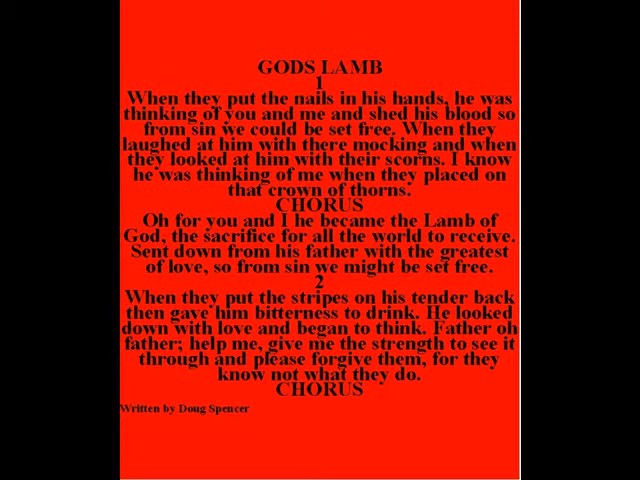 GODS LAMB
1
When they put the nails in his hands, he was
thinking of you and me and shed his blood so
from sin we could be set free. When they
laughed at him with there mocking and when
they looked at him with their scorns. I know
he was thinking of me when they placed on
that crown of thorns.
CHORUS
Oh for you and I he became the Lamb of
God, the sacrifice for all the world to receive.
Sent down from his father with the greatest
of love, so from sin we might be set free.
2
When they put the stripes on his tender back
then gave him bitterness to drink. He looked
down with love and began to think. Father oh
father; help me, give me the strength to see it
through and please forgive them, for they
know not what they do.
CHORUS
Written by Doug Spencer